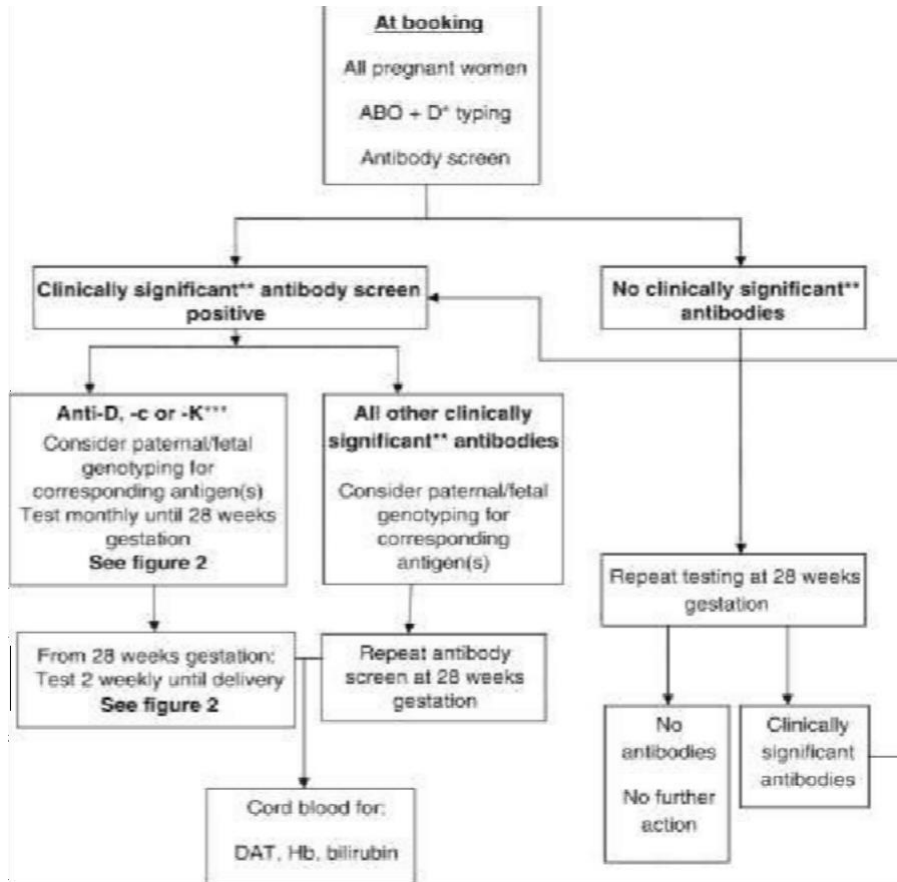 At booking
All pregnant women
ABO + D* typing
Antibody screen
Clinically significant** antibody screen
positive
No clinically significant**
antibodies
Anti-D, -c or -K***
Consider paternal/fetal
genotyping for
corresponding antigen(s)
Test monthly until 28 weeks
gestation
See figure 2
All other clinically
significant** antibodies
Consider paternal/fetal
genotyping for
corresponding
antigen(s)
Repeat testing at 28 weeks
gestation
From 28 weeks gestation:
Test 2 weekly until delivery
See figure 2
Repeat antibody
screen at 28 weeks
gestation
No
antibodies
No further
action
Clinically
significant
antibodies
Cord blood for:
DAT, Hb, bilirubin